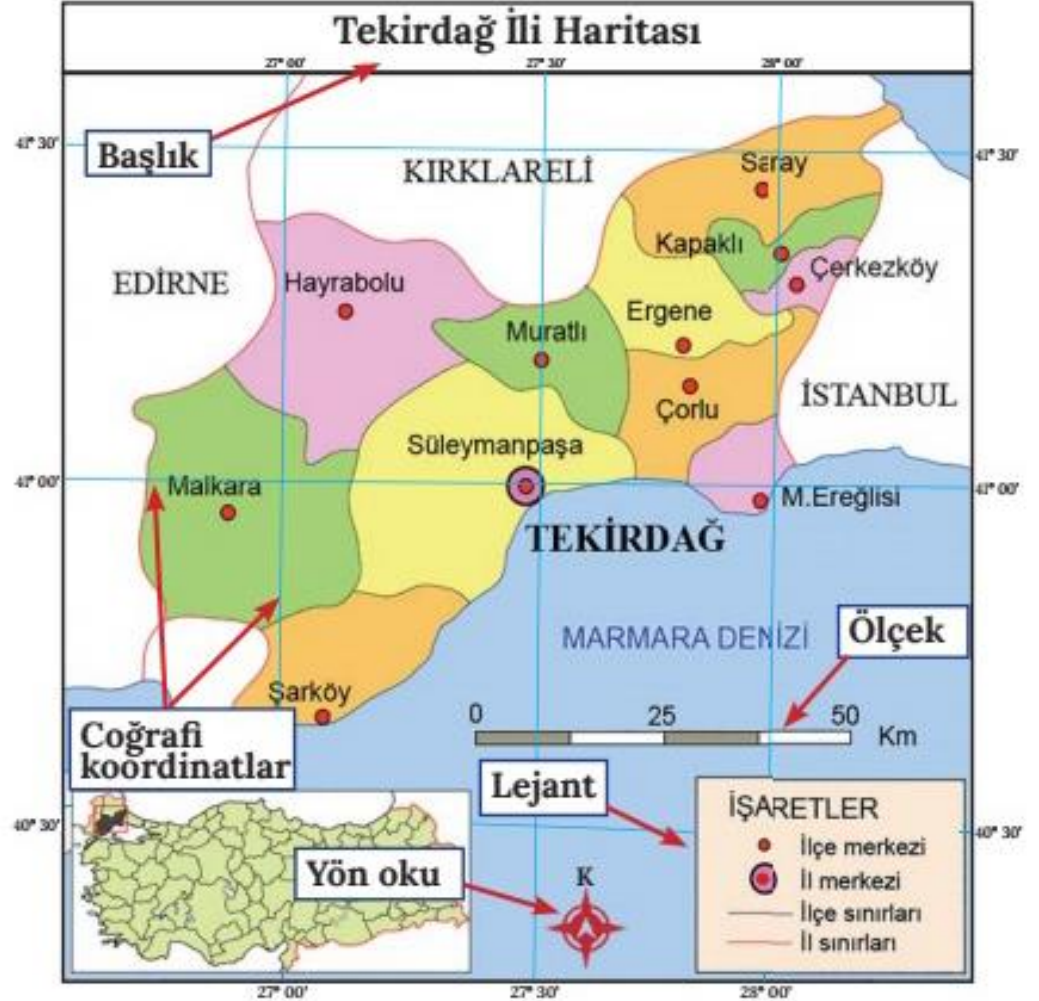 Tekirdağ İli Haritası
27° 00' 27° 30' 28° 00'
41° 30' 41° 30'
Başlık
KIRKLARELİ
Saray
Kapaklı
EDİRNE
Hayrabolu
Çerkezköy
Muratlı
Ergene
İSTANBUL
Çorlu
Süleymanpaşa
41° 00' 41° 00'
Malkara
M.Ereğlisi
TEKİRDAĞ
MARMARA DENİZİ
Ölçek
Şarköy
0 25 50
Km
Coğrafi
koordinatlar
Lejant
İŞARETLER
40° 30' 40° 30'
İlçe merkezi
İl merkezi
İlçe sınırları
İl sınırları
Yön oku
K
27° 00' 27° 30' 28° 00'